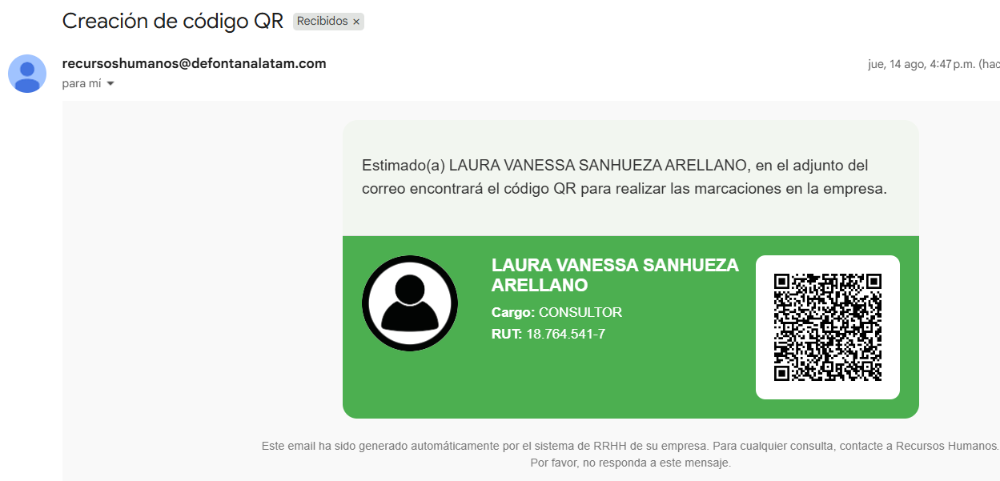 Creación de código QR Recibidos ×
recursoshumanos@defontanalatam.com
jue, 14 ago, 4:47 p.m. (hac
para mí
Estimado(a) LAURA VANESSA SANHUEZA ARELLANO, en el adjunto del
correo encontrará el código QR para realizar las marcaciones en la empresa.
LAURA VANESSA SANHUEZA
ARELLANO
Cargo: CONSULTOR
RUT: 18.764.541-7
Este email ha sido generado automáticamente por el sistema de RRHH de su empresa. Para cualquier consulta, contacte a Recursos Humanos.
Por favor, no responda a este mensaje.